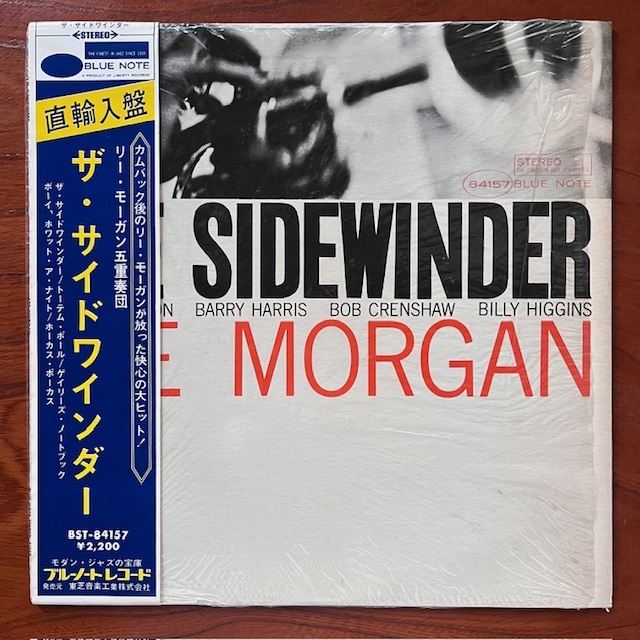 ザ・サイドワインダー
STEREO
THE FINEST IN JAZZ SINCE 1939
BLUE NOTE
A PRODUCT OF LIBERTY RECORDS
直輸入盤
カムバック後のリー・モーガンが放った快心の大ヒット!
リー・モーガン五重奏団
ザ・サイドワインダー
ザ・サイドワインダー/トーテム・ポール/ゲイリーズ・ノートブック
ボーイ、ホワット・ア・ナイト/ホーカス・ポーカス
BST-84157
¥2,200
モダン・ジャズの宝庫
ブルーノートレコード
発売元 東芝音楽工業株式会社
STEREO
84157 BLUE NOTE
E SIDEWINDER
ON BARRY HARRIS BOB CRENSHAW BILLY HIGGINS
E MORGAN